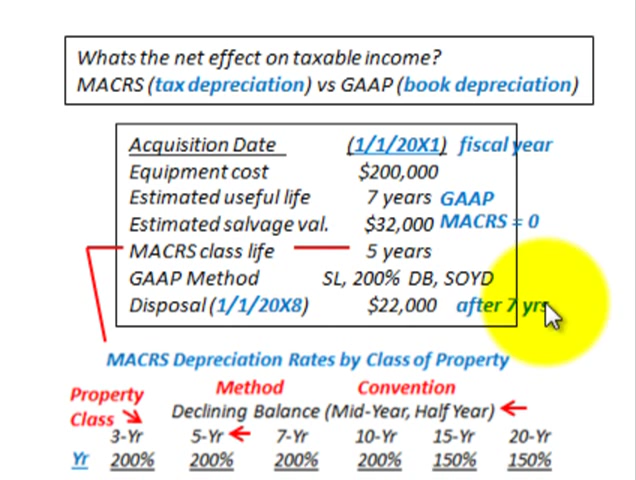 Whats the net effect on taxable income?
MACRS (tax depreciation) vs GAAP (book depreciation)
Acquisition Date (1/1/20X1) fiscal year
Equipment cost $200,000
Estimated useful life 7 years GAAP
Estimated salvage val. $32,000 MACRS = 0
MACRS class life 5 years
GAAP Method SL, 200% DB, SOYD
Disposal (1/1/20X8) $22,000 after 7 yrs
MACRS Depreciation Rates by Class of Property
Property Method Convention
Class Declining Balance (Mid-Year, Half Year)
3-Yr 5-Yr 7-Yr 10-Yr 15-Yr 20-Yr
Yr 200% 200% 200% 200% 150% 150%